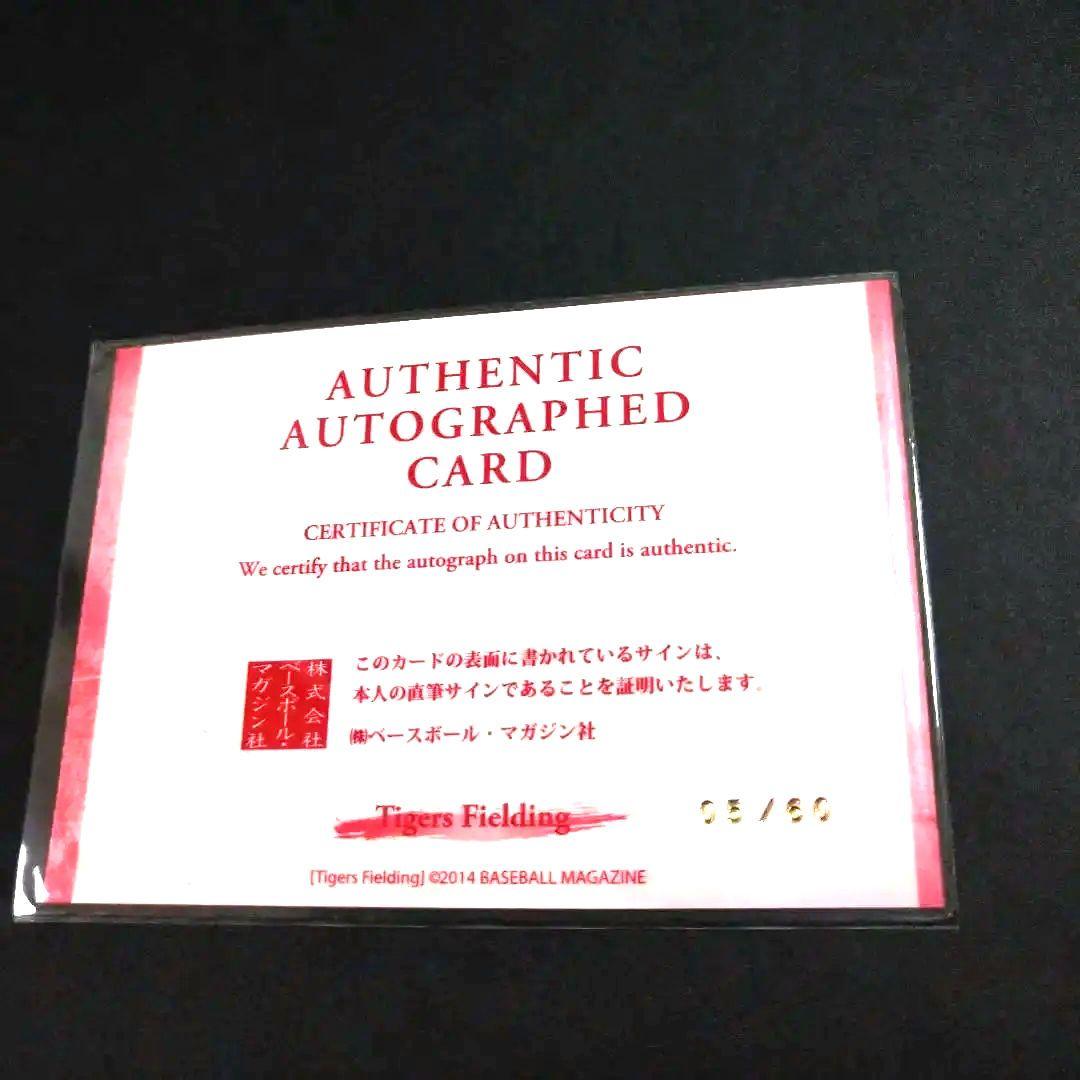 AUTHENTIC
AUTOGRAPHED
CARD
CERTIFICATE OF AUTHENTICITY
We certify that the autograph on this card is authentic.
このカードの表面に書かれているサインは、
本人の直筆サインであることを証明いたします。
㈱ベースボール・マガジン社
株式会社
ベースボール・
マガジン社
Tigers Fielding
05/60
[Tigers Fielding] ©2014 BASEBALL MAGAZINE